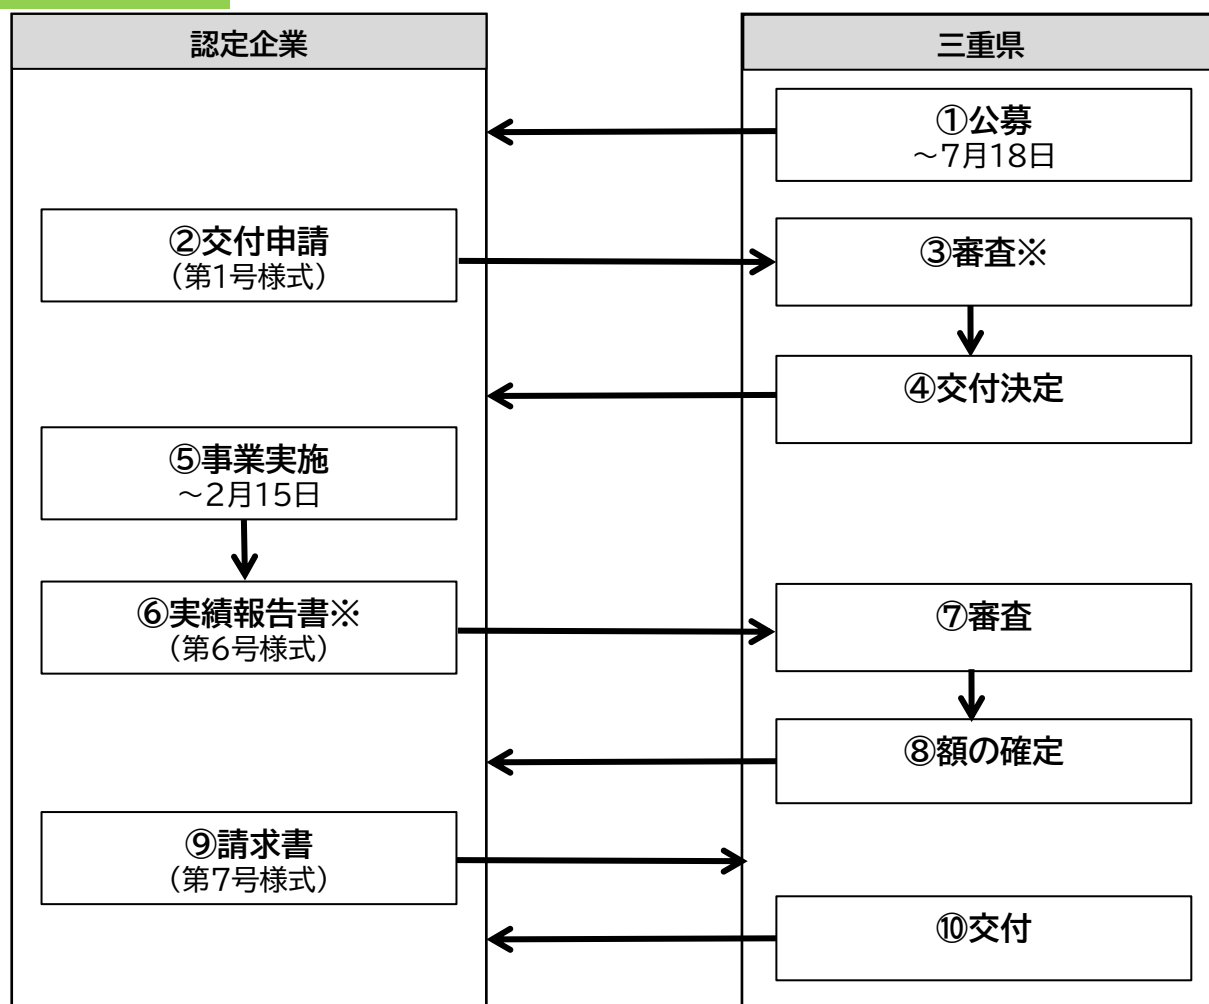 認定企業
三重県
①公募
～7月18日
②交付申請
（第1号様式）
③審査※
④交付決定
⑤事業実施
～2月15日
⑥実績報告書※
（第6号様式）
⑦審査
⑧額の確定
⑨請求書
（第7号様式）
⑩交付